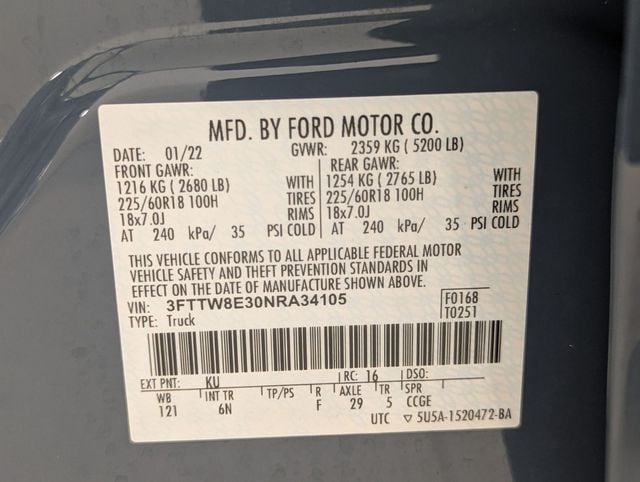 MFD. BY FORD MOTOR CO.
DATE: 01/22 GVWR: 2359 KG ( 5200 LB)
FRONT GAWR: REAR GAWR:
1216 KG ( 2680 LB) WITH 1254 KG ( 2765 LB) WITH
225/60R18 100H TIRES 225/60R18 100H TIRES
18x7.0J RIMS 18x7.0J RIMS
AT 240 kPa/ 35 PSI COLD AT 240 kPa/ 35 PSI COLD
THIS VEHICLE CONFORMS TO ALL APPLICABLE FEDERAL MOTOR
VEHICLE SAFETY AND THEFT PREVENTION STANDARDS IN
EFFECT ON THE DATE OF MANUFACTURE SHOWN ABOVE.
VIN: 3FTTW8E30NRA34105 F0168
TYPE: Truck T0251
EXT PNT: KU RC: 16 DSO:
WB INT TR TP/PS R AXLE TR SPR
121 6N F 29 5 CCGE
UTC ▽ 5U5A-1520472-BA